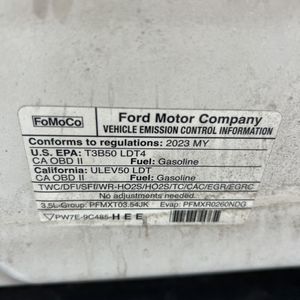 FoMoCo
Ford Motor Company
VEHICLE EMISSION CONTROL INFORMATION
Conforms to regulations: 2023 MY
U.S. EPA: T3B50 LDT4
CA OBD II Fuel: Gasoline
California: ULEV50 LDT
CA OBD II Fuel: Gasoline
TWC/DFI/SFI/WR-HO2S/HO2S/TC/CAC/EGR/EGRC
No adjustments needed.
3.5L-Group: PFMXT03.54JK Evap: PFMXR0260NDG
PW7E-9C485-HEE